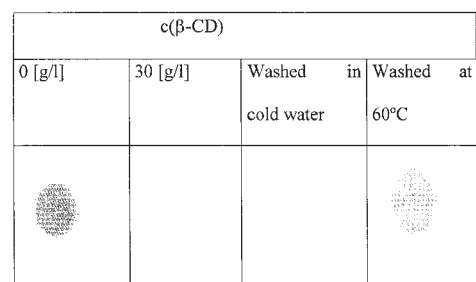 c(β-CD)
0 [g/l]
30 [g/l]
Washed in
cold water
Washed at
60°C